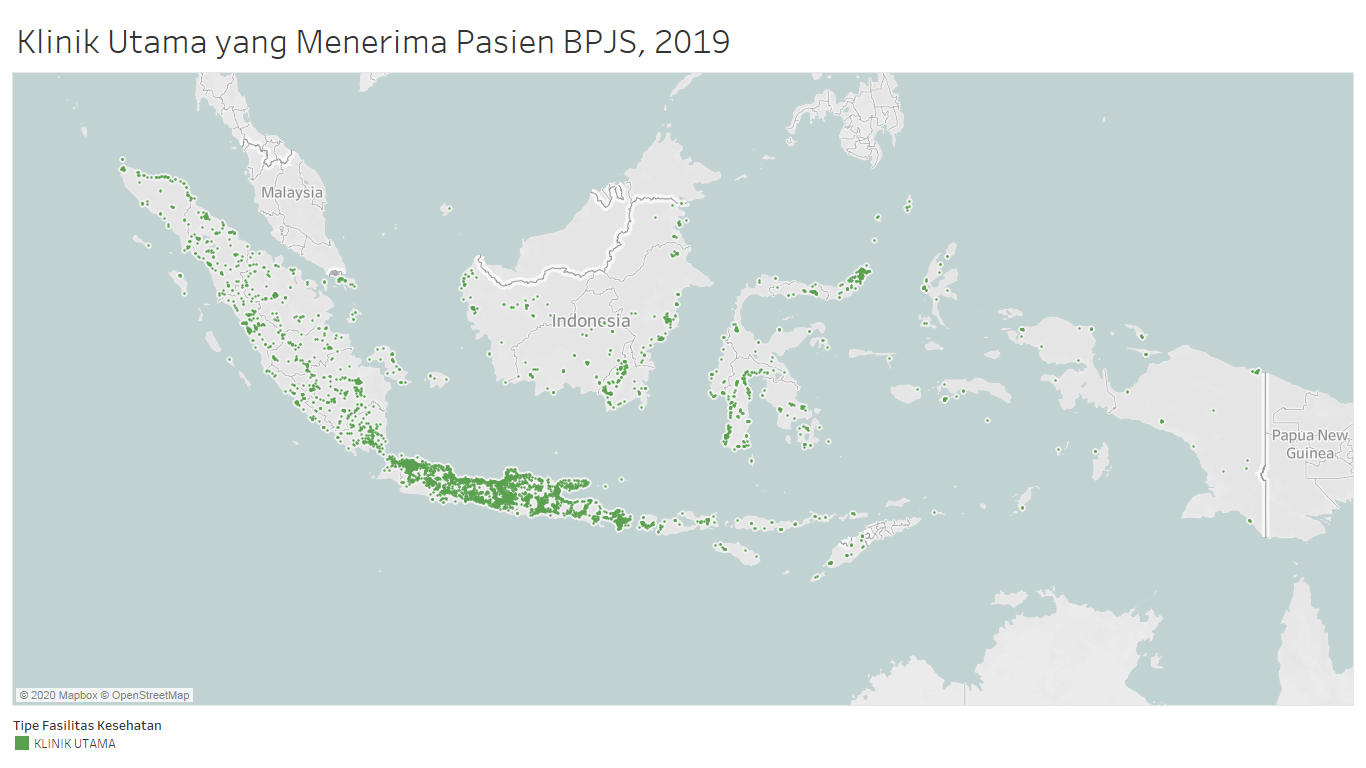 Klinik Utama yang Menerima Pasien BPJS, 2019
Malaysia
Indonesia
Papua New
Guinea
© 2020 Mapbox © OpenStreetMap
Tipe Fasilitas Kesehatan
KLINIK UTAMA